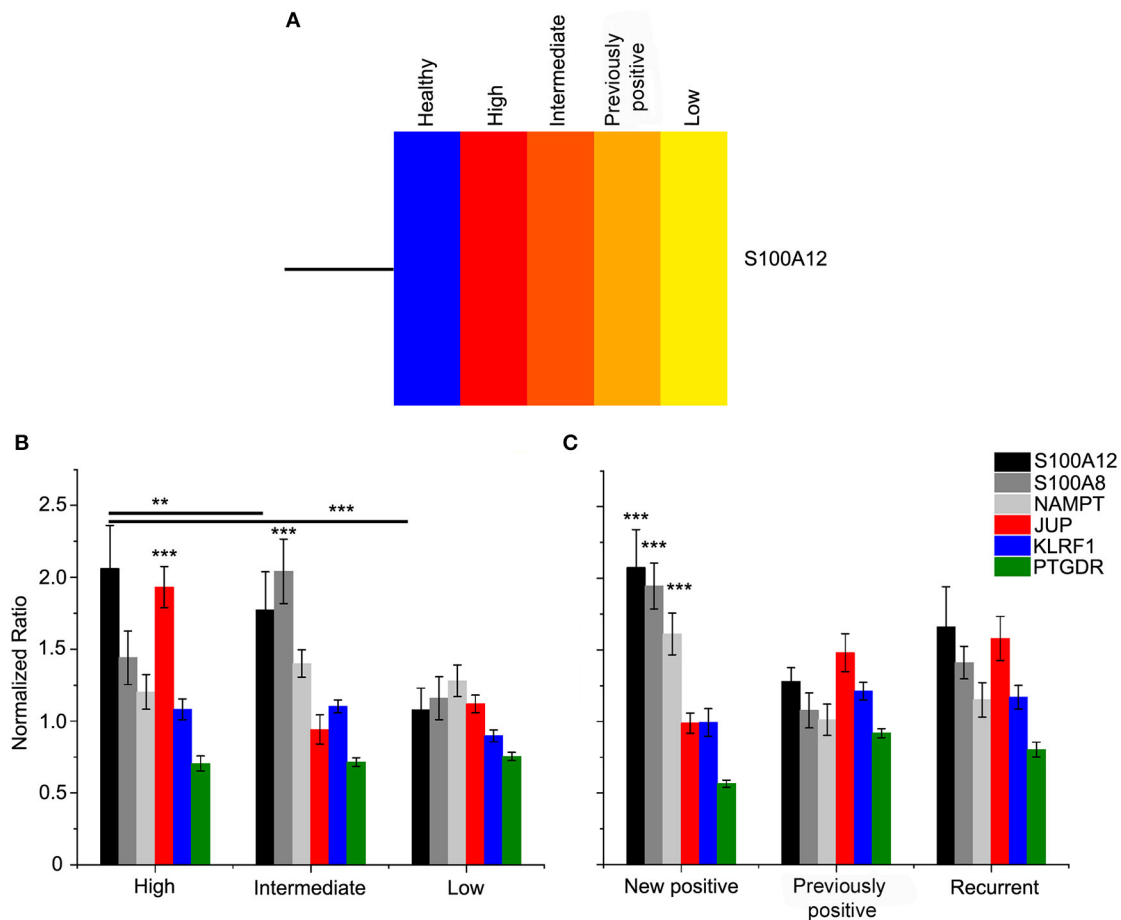 A
Healthy
High
Intermediate
Previously
positive
Low
S100A12
B
Normalized Ratio
2.5
2.0
1.5
1.0
0.5
0
**
***
***
***
High
Intermediate
Low
C
***
***
***
S100A12
S100A8
NAMPT
JUP
KLRF1
PTGDR
New positive
Previously
positive
Recurrent